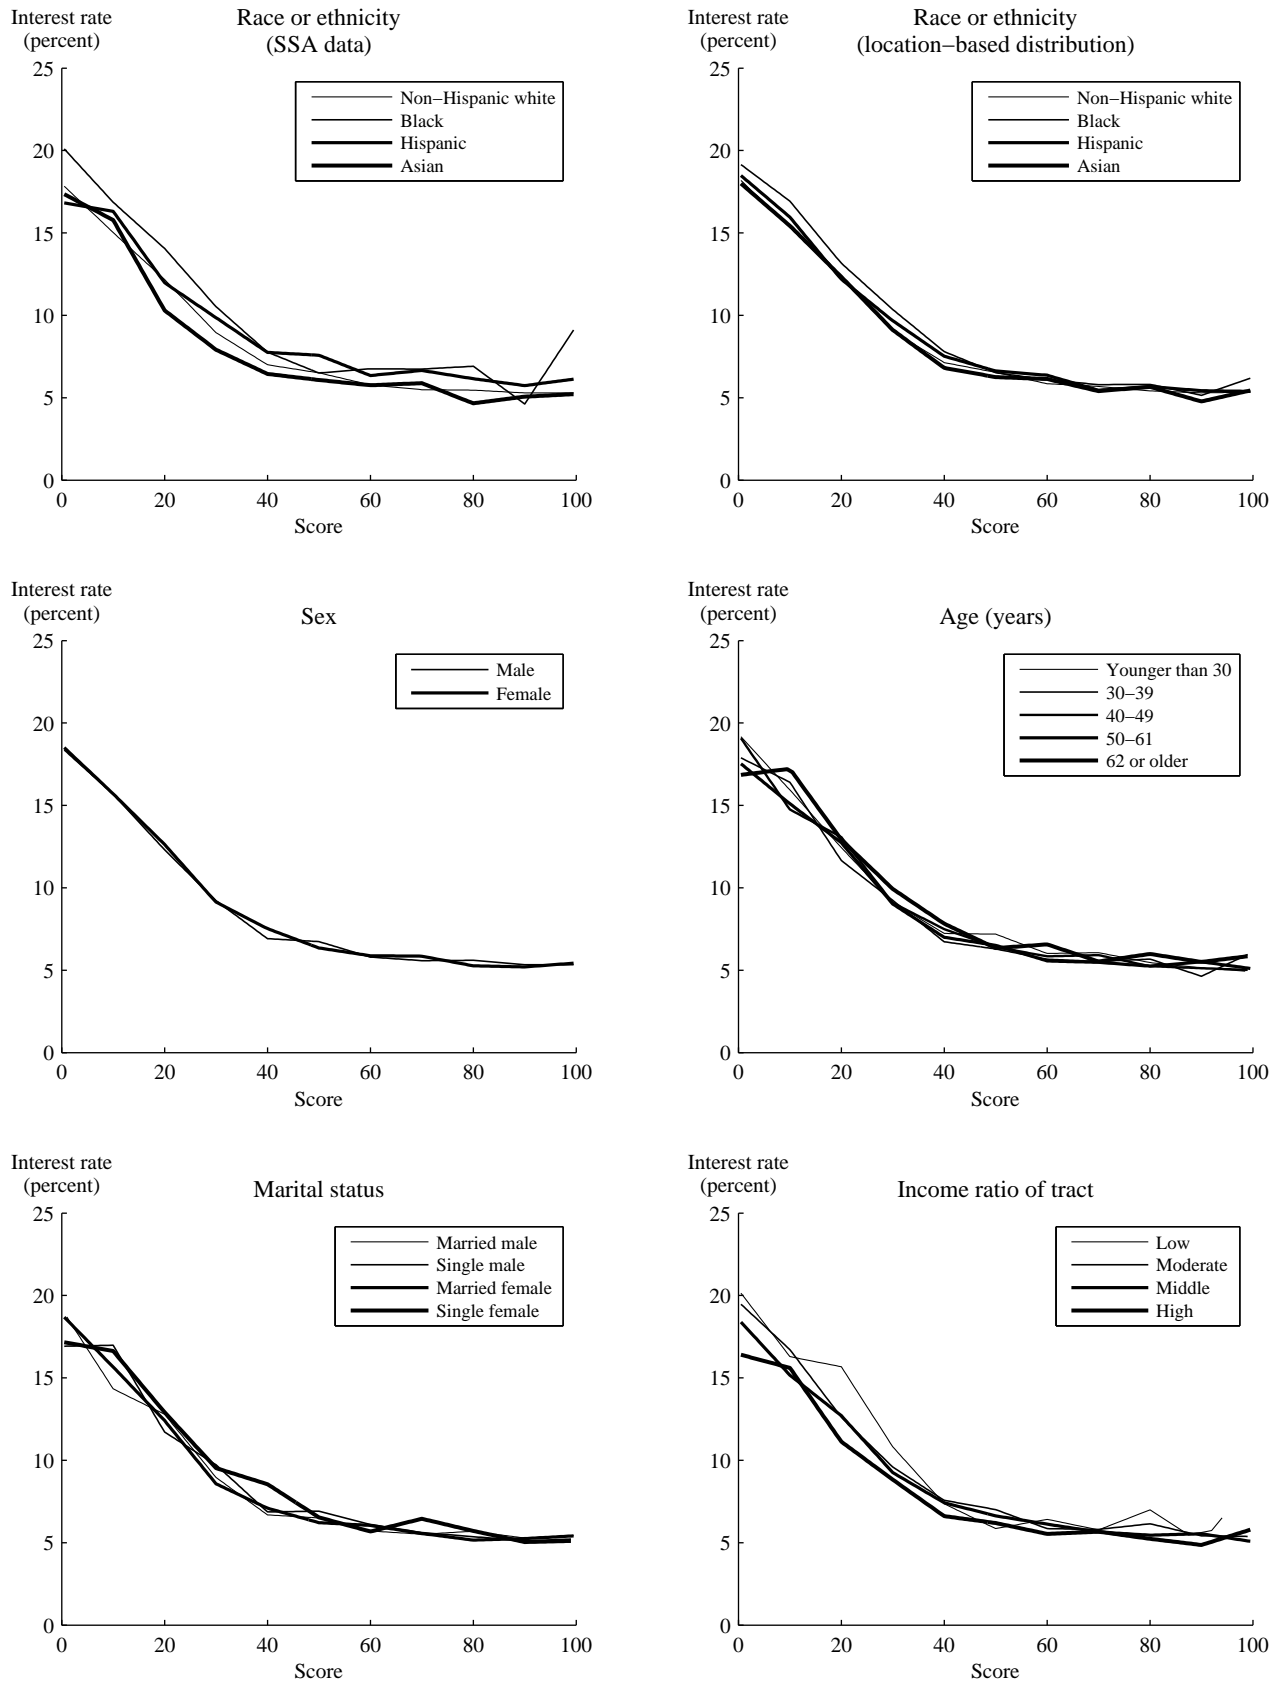 Interest rate
(percent)
Race or ethnicity
(SSA data)
25
20
15
10
5
0
Non−Hispanic white
Black
Hispanic
Asian
0 20 40 60 80 100
Score
Interest rate
(percent)
Race or ethnicity
(location−based distribution)
25
20
15
10
5
0
Non−Hispanic white
Black
Hispanic
Asian
0 20 40 60 80 100
Score
Interest rate
(percent)
Sex
25
20
15
10
5
0
Male
Female
0 20 40 60 80 100
Score
Interest rate
(percent)
Age (years)
25
20
15
10
5
0
Younger than 30
30−39
40−49
50−61
62 or older
0 20 40 60 80 100
Score
Interest rate
(percent)
Marital status
25
20
15
10
5
0
Married male
Single male
Married female
Single female
0 20 40 60 80 100
Score
Interest rate
(percent)
Income ratio of tract
25
20
15
10
5
0
Low
Moderate
Middle
High
0 20 40 60 80 100
Score